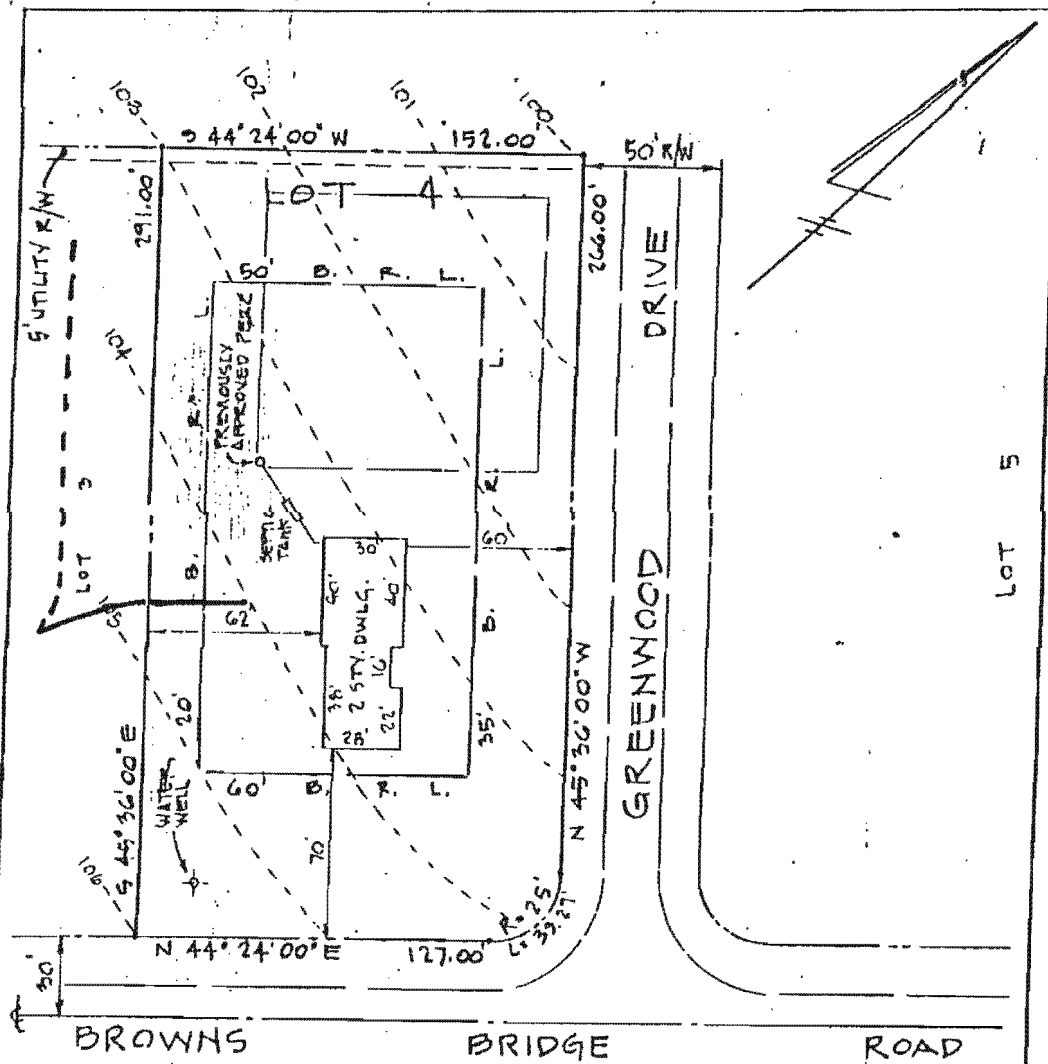 103
102
101
100
S 44° 24' 00" W
152.00'
50' R/W
5' UTILITY R/W
291.00'
LOT 4
266.00'
50' B. R. L.
DRIVE
104
PREVIOUSLY
APPROVED PERC
B. R. L.
B. R. L.
LOT 5
LOT 3
SEPTIC
TANK
30'
60'
40'
40'
62'
2 STY. DWLG.
16'
38'
22'
28'
20'
35'
GREENWOOD
N 45° 36' 00" W
S 45° 36' 00" E
60' B. R. L.
WATER
WELL
70'
106
R= 25'
L= 39.27'
N 44° 24' 00" E
127.00'
30'
BROWNS BRIDGE ROAD